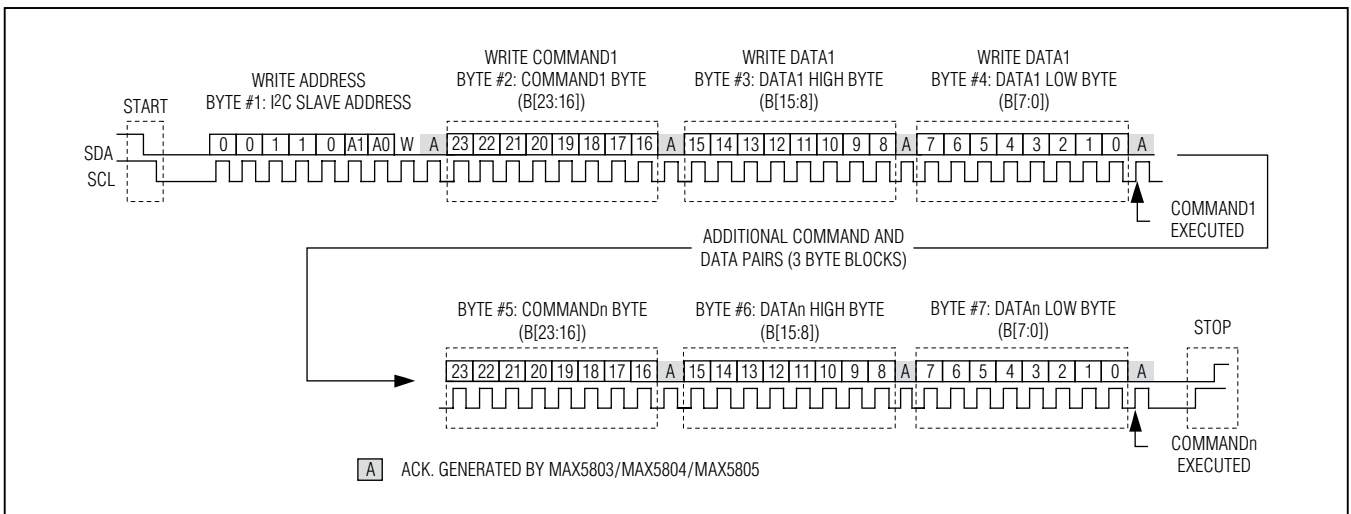 WRITE ADDRESS
BYTE #1: I²C SLAVE ADDRESS
WRITE COMMAND1
BYTE #2: COMMAND1 BYTE
(B[23:16])
WRITE DATA1
BYTE #3: DATA1 HIGH BYTE
(B[15:8])
WRITE DATA1
BYTE #4: DATA1 LOW BYTE
(B[7:0])
START
SDA
SCL
0 0 1 1 0 A1 A0 W A 23 22 21 20 19 18 17 16 A 15 14 13 12 11 10 9 8 A 7 6 5 4 3 2 1 0 A
COMMAND1
EXECUTED
ADDITIONAL COMMAND AND
DATA PAIRS (3 BYTE BLOCKS)
BYTE #5: COMMANDn BYTE
(B[23:16])
BYTE #6: DATAn HIGH BYTE
(B[15:8])
BYTE #7: DATAn LOW BYTE
(B[7:0])
STOP
23 22 21 20 19 18 17 16 A 15 14 13 12 11 10 9 8 A 7 6 5 4 3 2 1 0 A
COMMANDn
EXECUTED
A ACK. GENERATED BY MAX5803/MAX5804/MAX5805